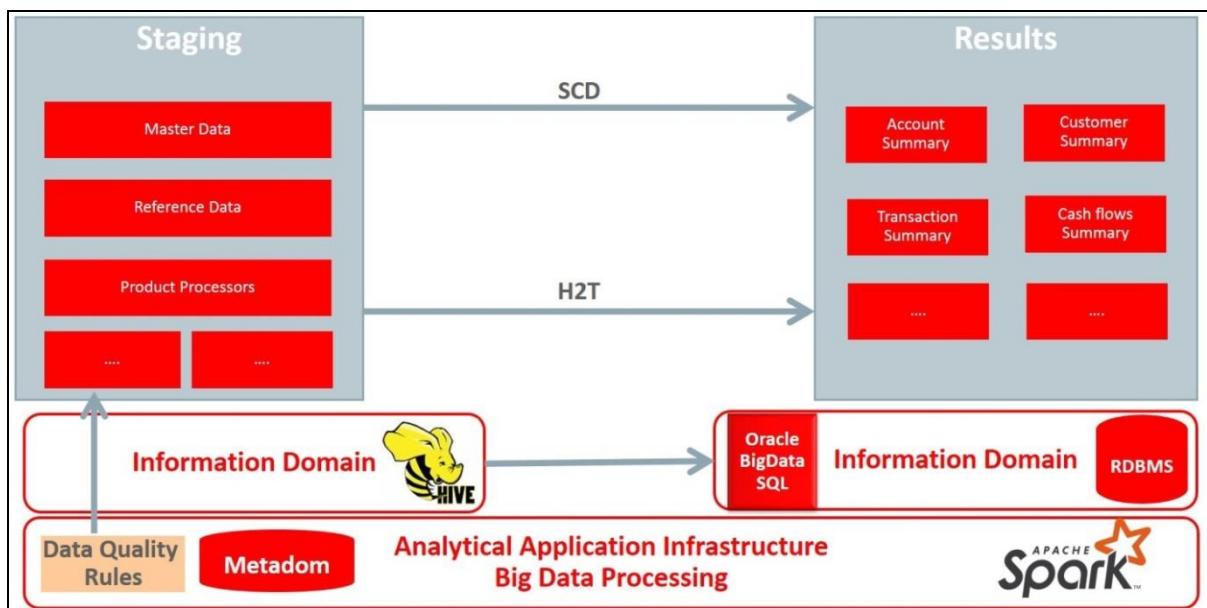 Staging
Master Data
Reference Data
Product Processors
....
....
SCD
H2T
Results
Account
Summary
Customer
Summary
Transaction
Summary
Cash flows
Summary
....
....
Information Domain
HIVE
Oracle
BigData
SQL
Information Domain
RDBMS
Data Quality
Rules
Metadom
Analytical Application Infrastructure
Big Data Processing
APACHE
Spark™